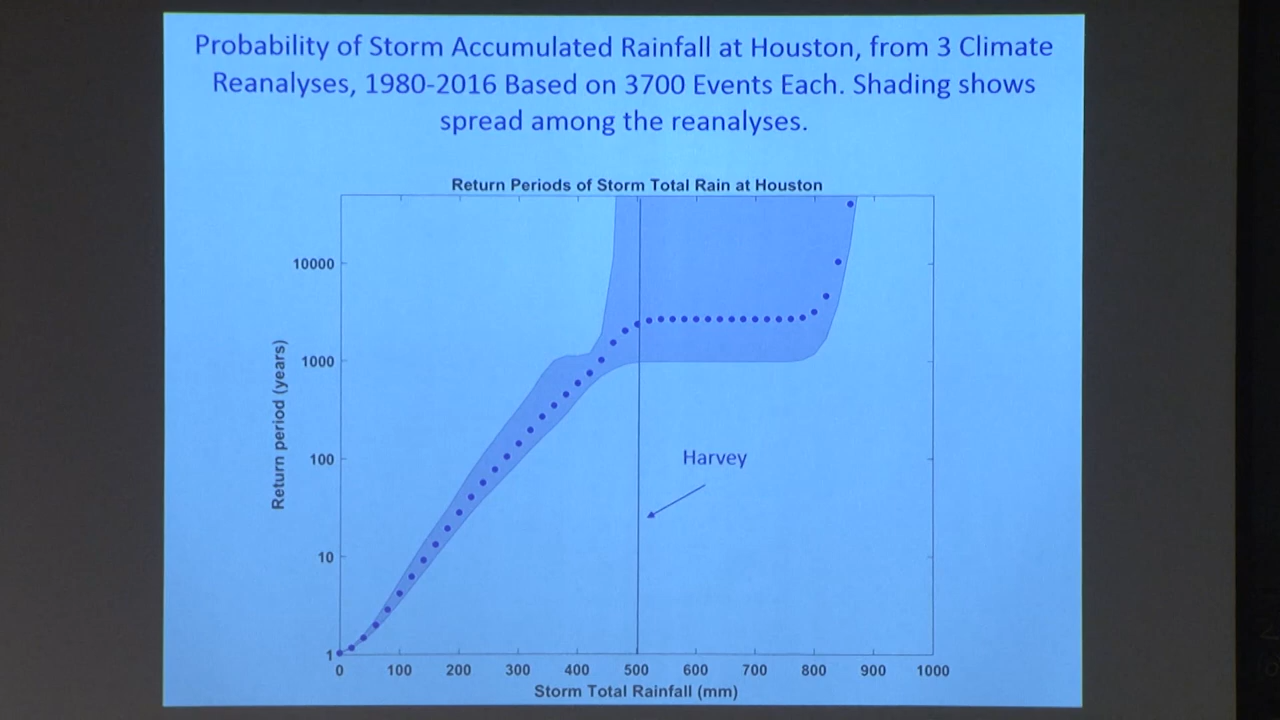 Probability of Storm Accumulated Rainfall at Houston, from 3 Climate
Reanalyses, 1980-2016 Based on 3700 Events Each. Shading shows
spread among the reanalyses.
Return Periods of Storm Total Rain at Houston
10000
1000
100
10
1
Return period (years)
Harvey
0 100 200 300 400 500 600 700 800 900 1000
Storm Total Rainfall (mm)